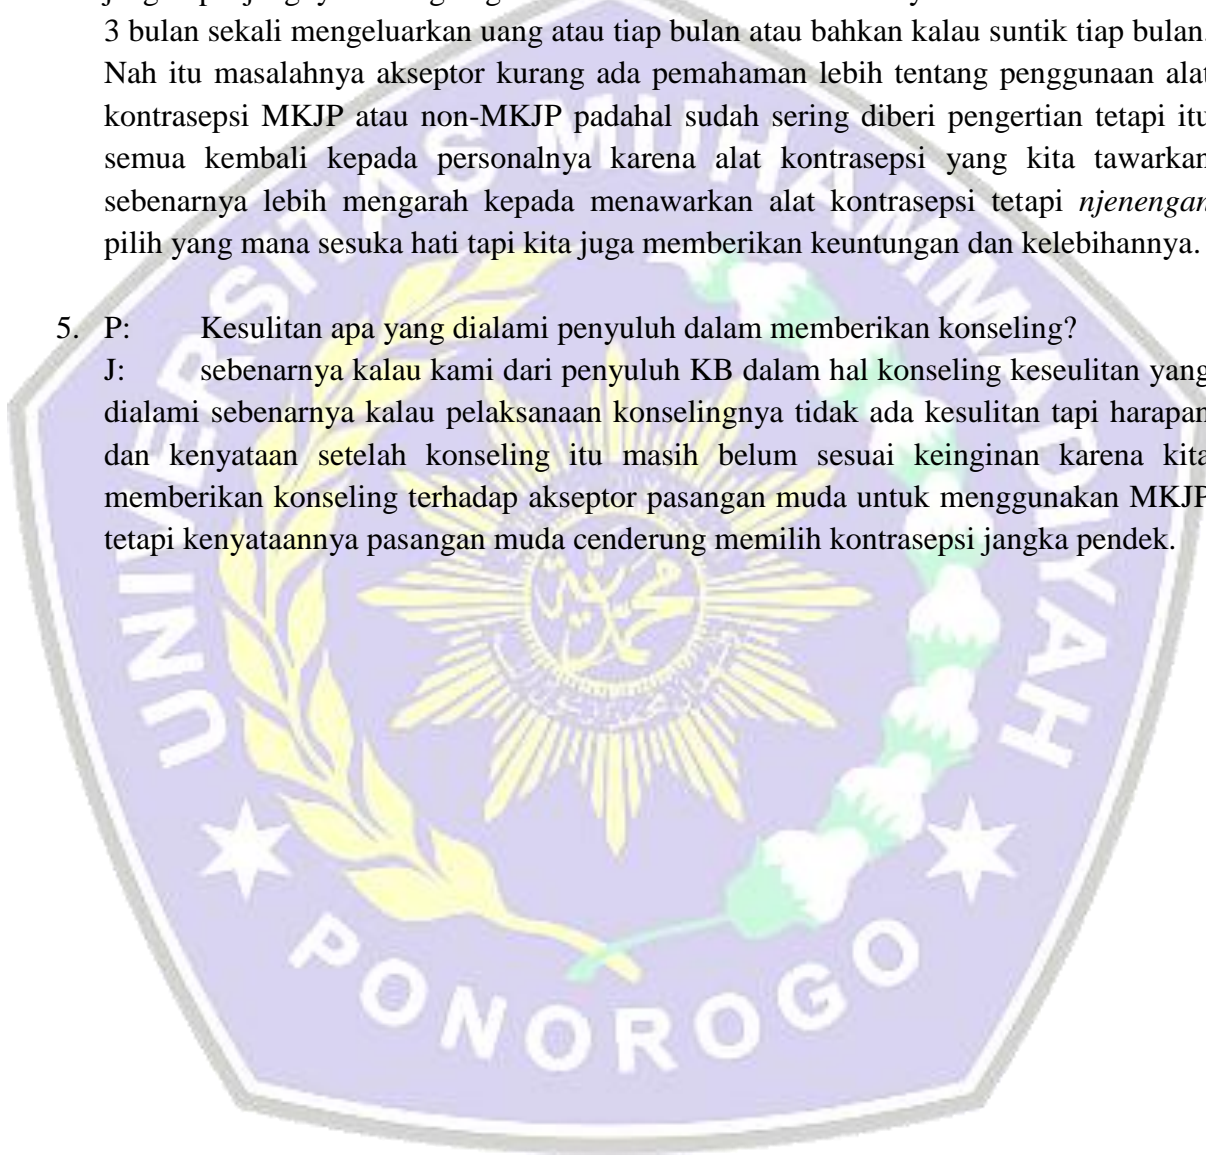 3 bulan sekali mengeluarkan uang atau tiap bulan atau bahkan kalau suntik tiap bulan.
Nah itu masalahnya akseptor kurang ada pemahaman lebih tentang penggunaan alat
kontrasepsi MKJP atau non-MKJP padahal sudah sering diberi pengertian tetapi itu
semua kembali kepada personalnya karena alat kontrasepsi yang kita tawarkan
sebenarnya lebih mengarah kepada menawarkan alat kontrasepsi tetapi njenengan
pilih yang mana sesuka hati tapi kita juga memberikan keuntungan dan kelebihannya.
5. P: Kesulitan apa yang dialami penyuluh dalam memberikan konseling?
J: sebenarnya kalau kami dari penyuluh KB dalam hal konseling keseulitan yang
dialami sebenarnya kalau pelaksanaan konselingnya tidak ada kesulitan tapi harapan
dan kenyataan setelah konseling itu masih belum sesuai keinginan karena kita
memberikan konseling terhadap akseptor pasangan muda untuk menggunakan MKJP
tetapi kenyataannya pasangan muda cenderung memilih kontrasepsi jangka pendek.
UNIVERSITAS MUHAMMADIYAH
PONOROGO